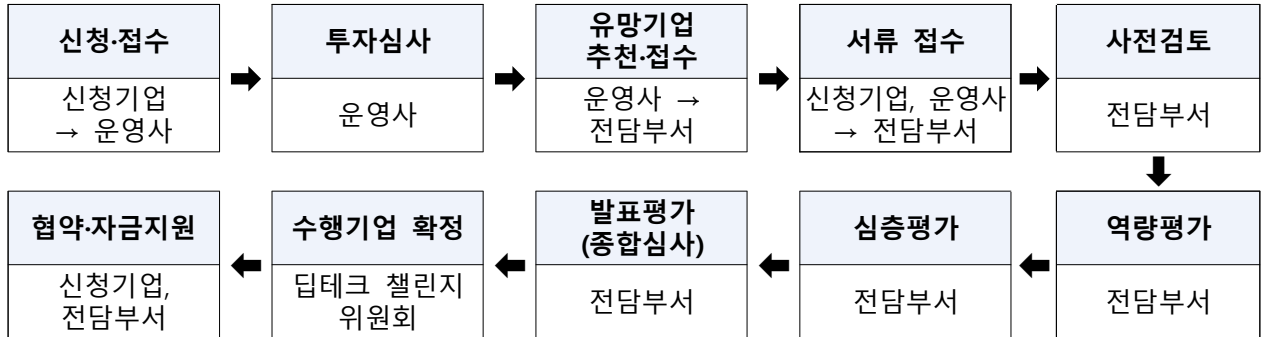 신청·접수
신청기업
→ 운영사
투자심사
운영사
유망기업
추천·접수
운영사 →
전담부서
서류 접수
신청기업, 운영사
→ 전담부서
사전검토
전담부서
역량평가
전담부서
심층평가
전담부서
발표평가
(종합심사)
전담부서
수행기업 확정
딥테크 챌린지
위원회
협약·자금지원
신청기업,
전담부서